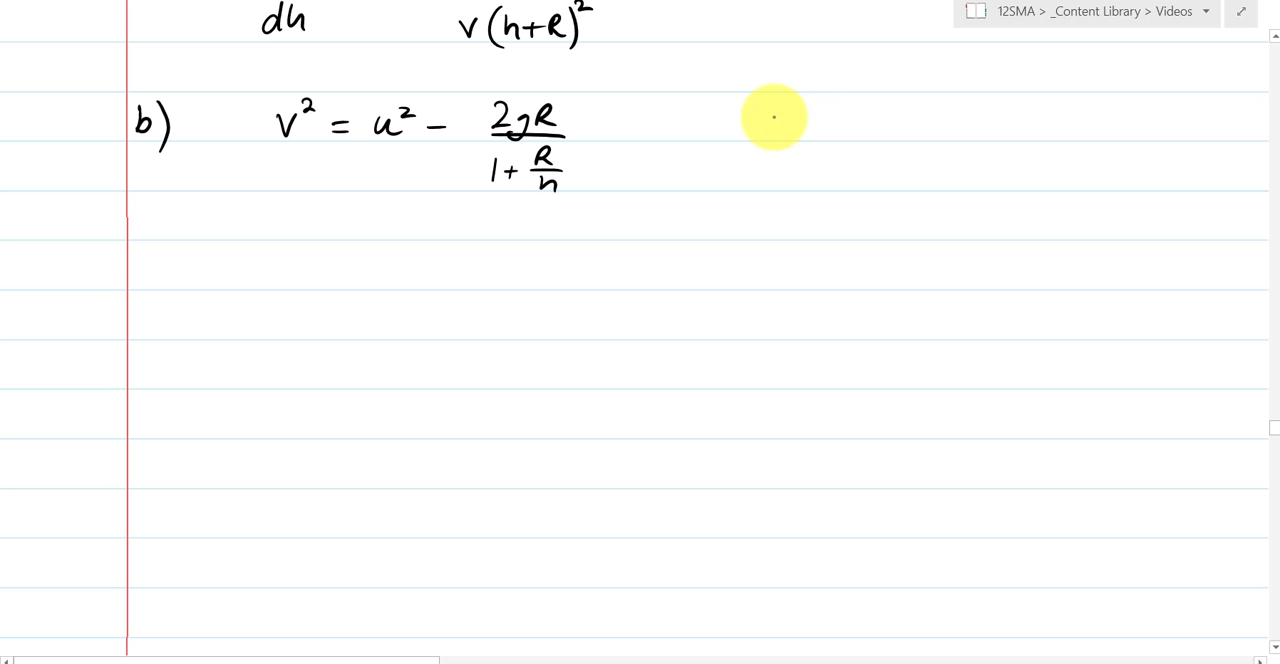 12SMA > _Content Library > Videos
dh v(h+R)²
b) v² = u² - 2gR
1 + R
h